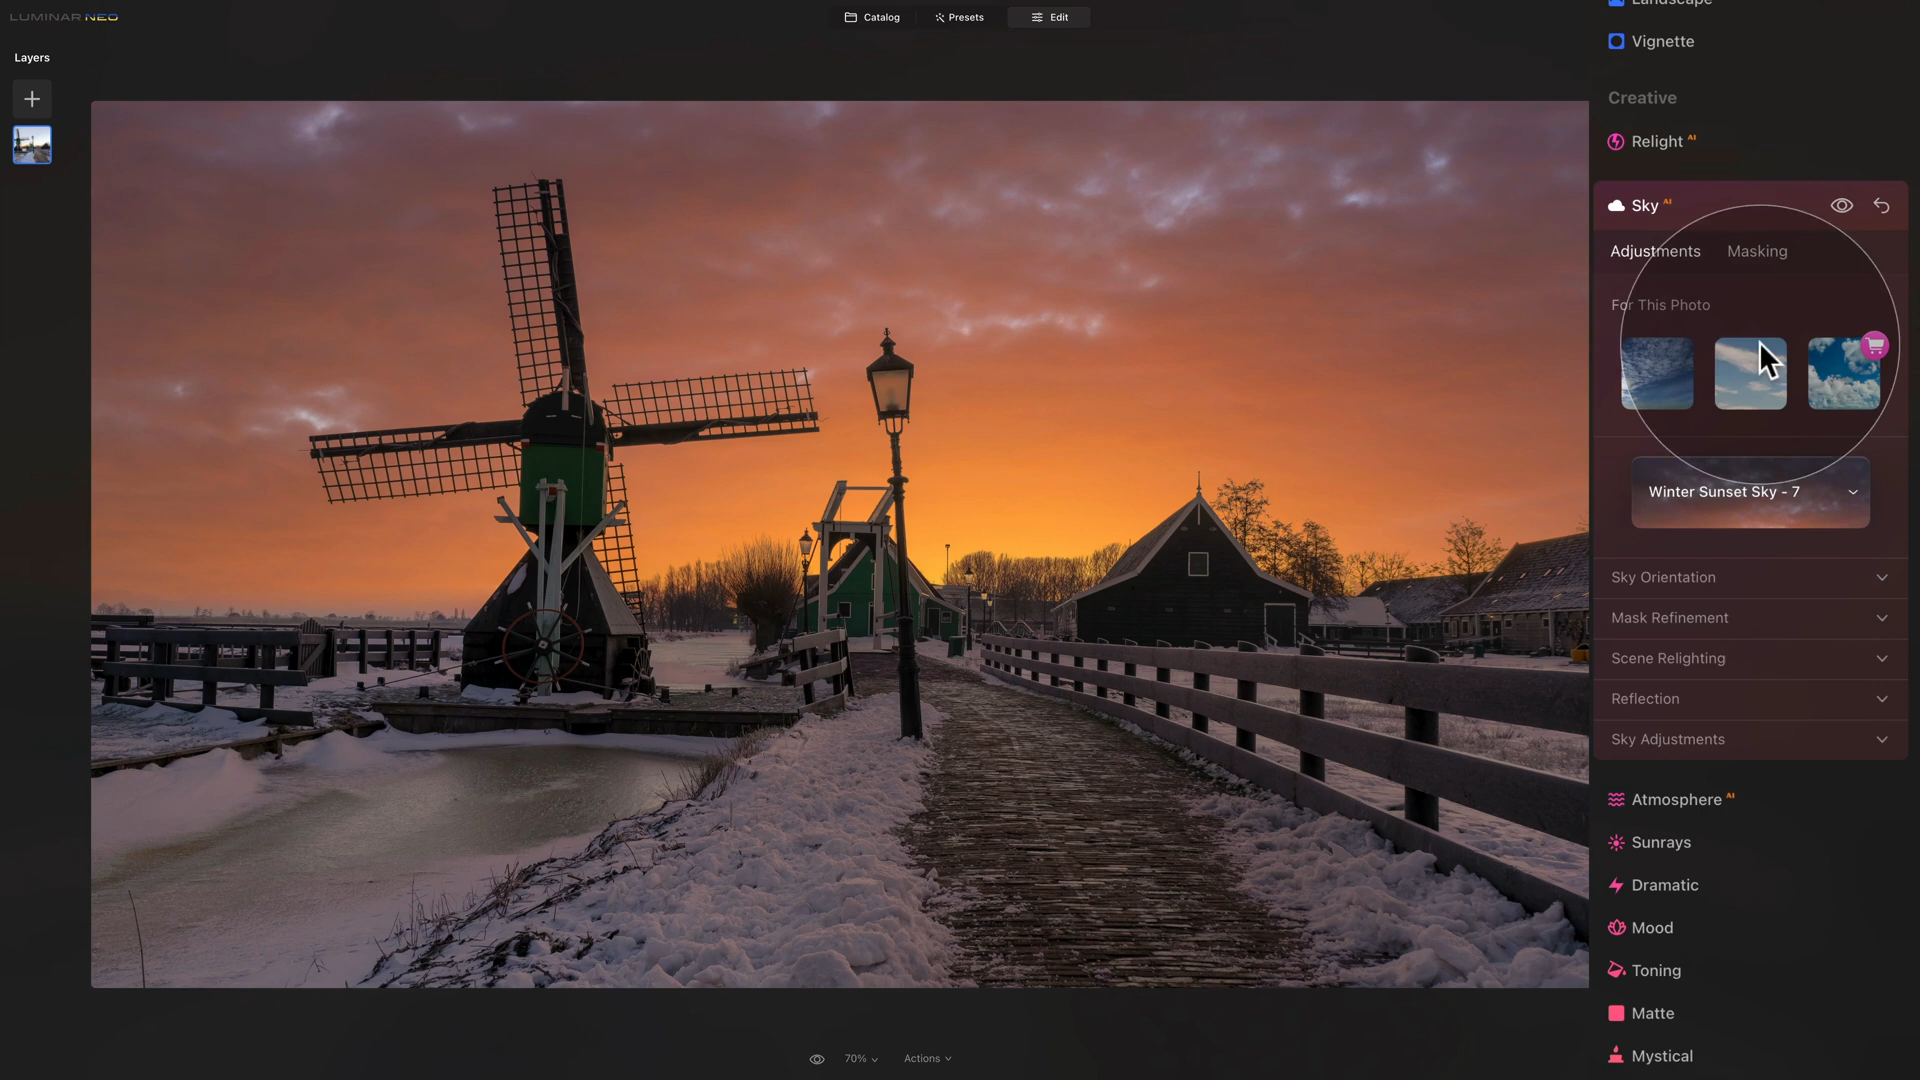 LUMINAR NEO
Catalog
Presets
Edit
Layers
Landscape
Vignette
Creative
Relight AI
Sky AI
Adjustments
Masking
For This Photo
Winter Sunset Sky - 7
Sky Orientation
Mask Refinement
Scene Relighting
Reflection
Sky Adjustments
Atmosphere AI
Sunrays
Dramatic
Mood
Toning
Matte
Mystical
70%
Actions